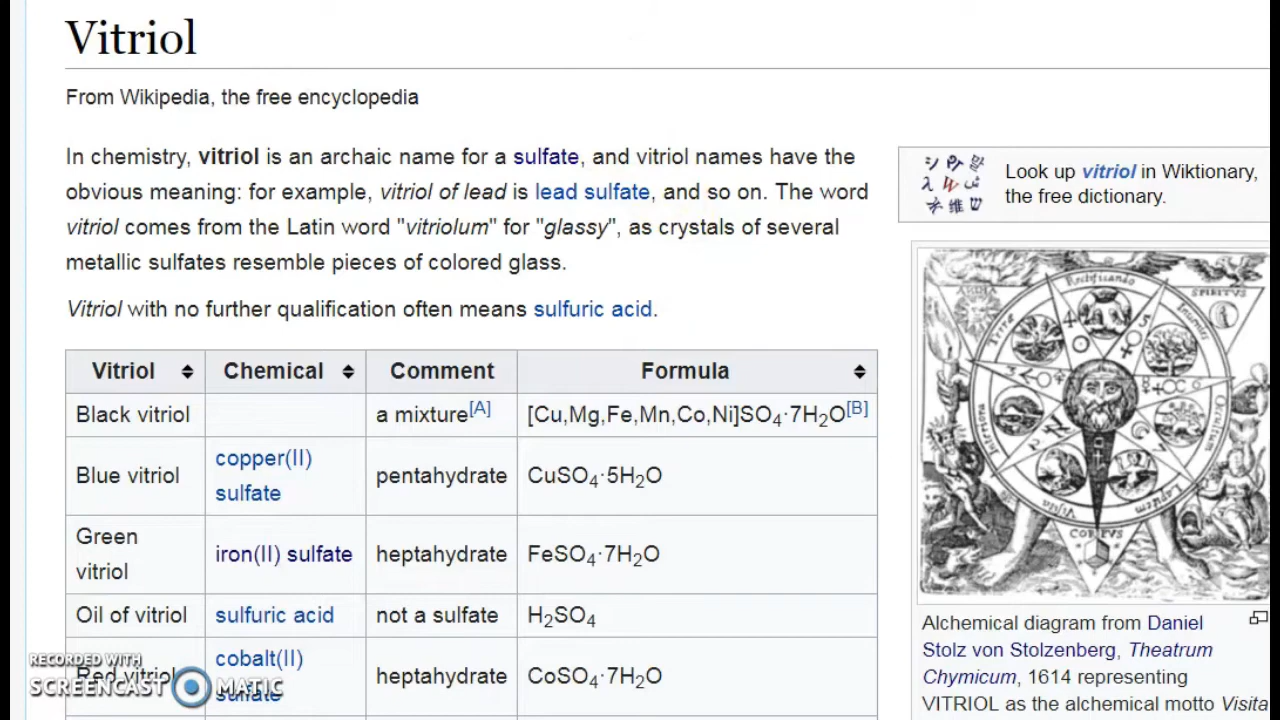 Vitriol
From Wikipedia, the free encyclopedia
In chemistry, vitriol is an archaic name for a sulfate, and vitriol names have the
obvious meaning: for example, vitriol of lead is lead sulfate, and so on. The word
vitriol comes from the Latin word "vitriolum" for "glassy", as crystals of several
metallic sulfates resemble pieces of colored glass.
Vitriol with no further qualification often means sulfuric acid.
Vitriol Chemical Comment Formula
Black vitriol a mixture[A] [Cu,Mg,Fe,Mn,Co,Ni]SO₄·7H₂O[B]
Blue vitriol copper(II) sulfate pentahydrate CuSO₄·5H₂O
Green vitriol iron(II) sulfate heptahydrate FeSO₄·7H₂O
Oil of vitriol sulfuric acid not a sulfate H₂SO₄
Red vitriol cobalt(II) sulfate heptahydrate CoSO₄·7H₂O
Look up vitriol in Wiktionary,
the free dictionary.
Rectificando
SPIRITVS
CORPVS
Alchemical diagram from Daniel
Stolz von Stolzenberg, Theatrum
Chymicum, 1614 representing
VITRIOL as the alchemical motto Visita
RECORDED WITH
SCREENCAST MATIC